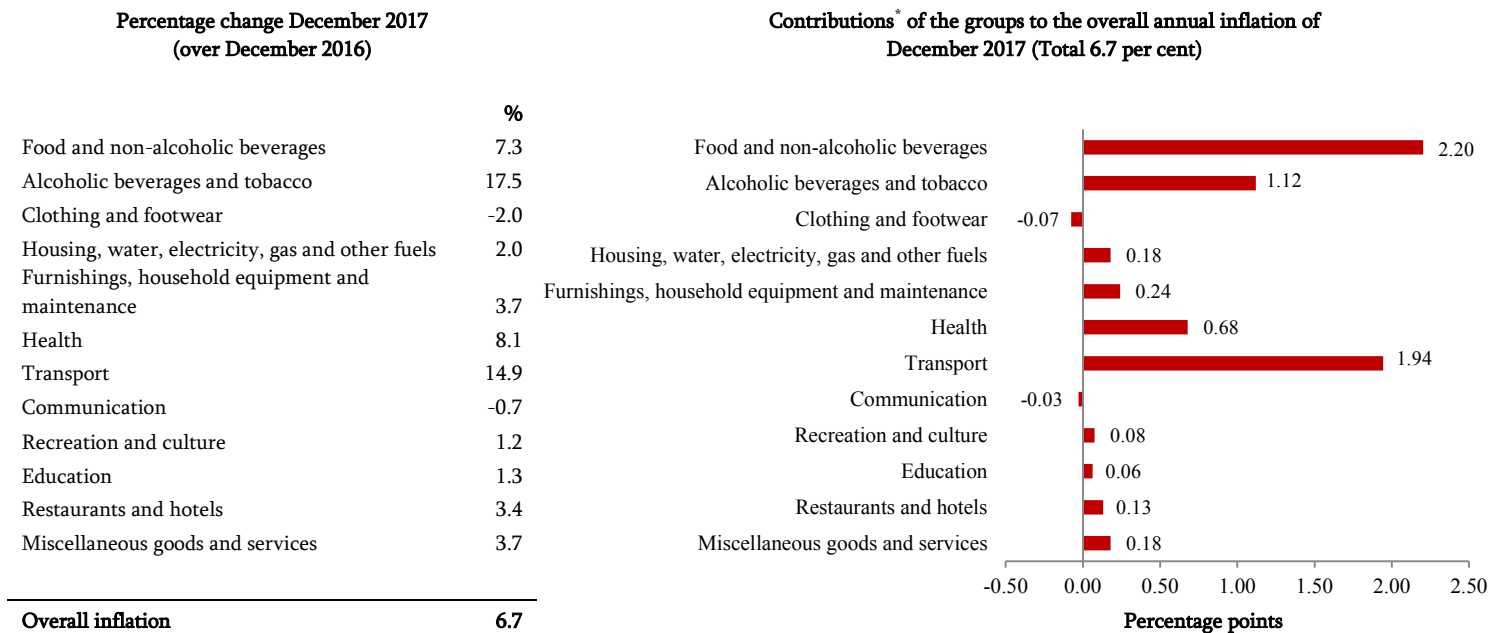 Percentage change December 2017
(over December 2016)
%
Food and non-alcoholic beverages 7.3
Alcoholic beverages and tobacco 17.5
Clothing and footwear -2.0
Housing, water, electricity, gas and other fuels 2.0
Furnishings, household equipment and
maintenance 3.7
Health 8.1
Transport 14.9
Communication -0.7
Recreation and culture 1.2
Education 1.3
Restaurants and hotels 3.4
Miscellaneous goods and services 3.7
Overall inflation 6.7
Contributions* of the groups to the overall annual inflation of
December 2017 (Total 6.7 per cent)
Food and non-alcoholic beverages 2.20
Alcoholic beverages and tobacco 1.12
Clothing and footwear -0.07
Housing, water, electricity, gas and other fuels 0.18
Furnishings, household equipment and maintenance 0.24
Health 0.68
Transport 1.94
Communication -0.03
Recreation and culture 0.08
Education 0.06
Restaurants and hotels 0.13
Miscellaneous goods and services 0.18
-0.50 0.00 0.50 1.00 1.50 2.00 2.50
Percentage points